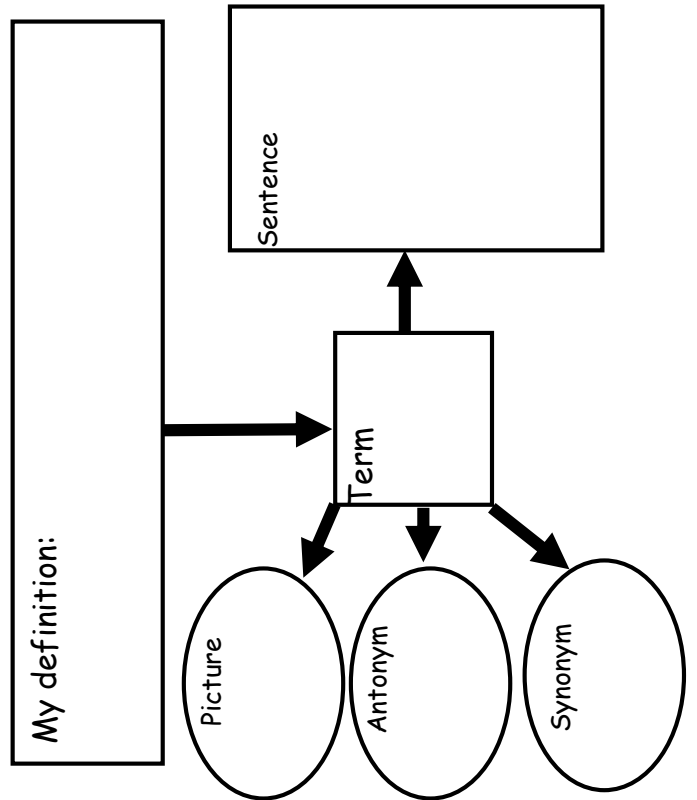 My definition:
Picture
Term
Sentence
Antonym
Synonym